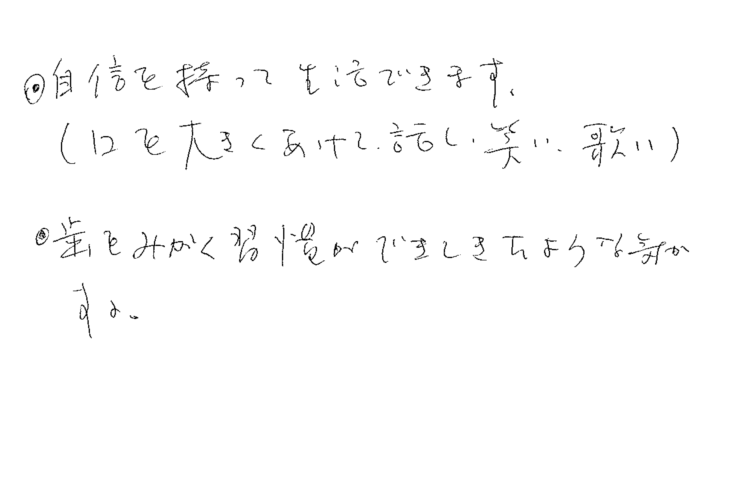 ◉自信を持って生活できます。
(口を大きくあけて、話し、笑い、歌い)
◉歯をみがく習慣ができてきたような気が
する。